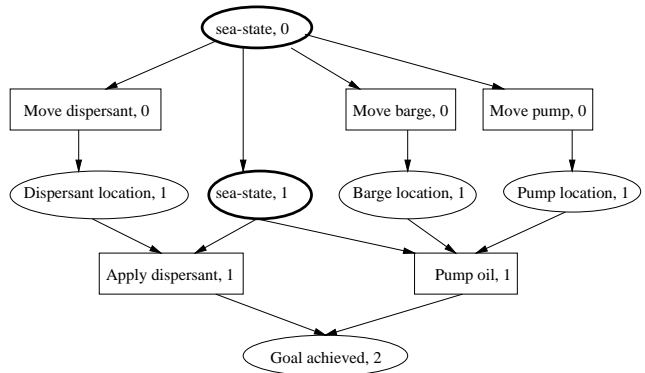 sea-state, 0
Move dispersant, 0
Move barge, 0
Move pump, 0
Dispersant location, 1
sea-state, 1
Barge location, 1
Pump location, 1
Apply dispersant, 1
Pump oil, 1
Goal achieved, 2